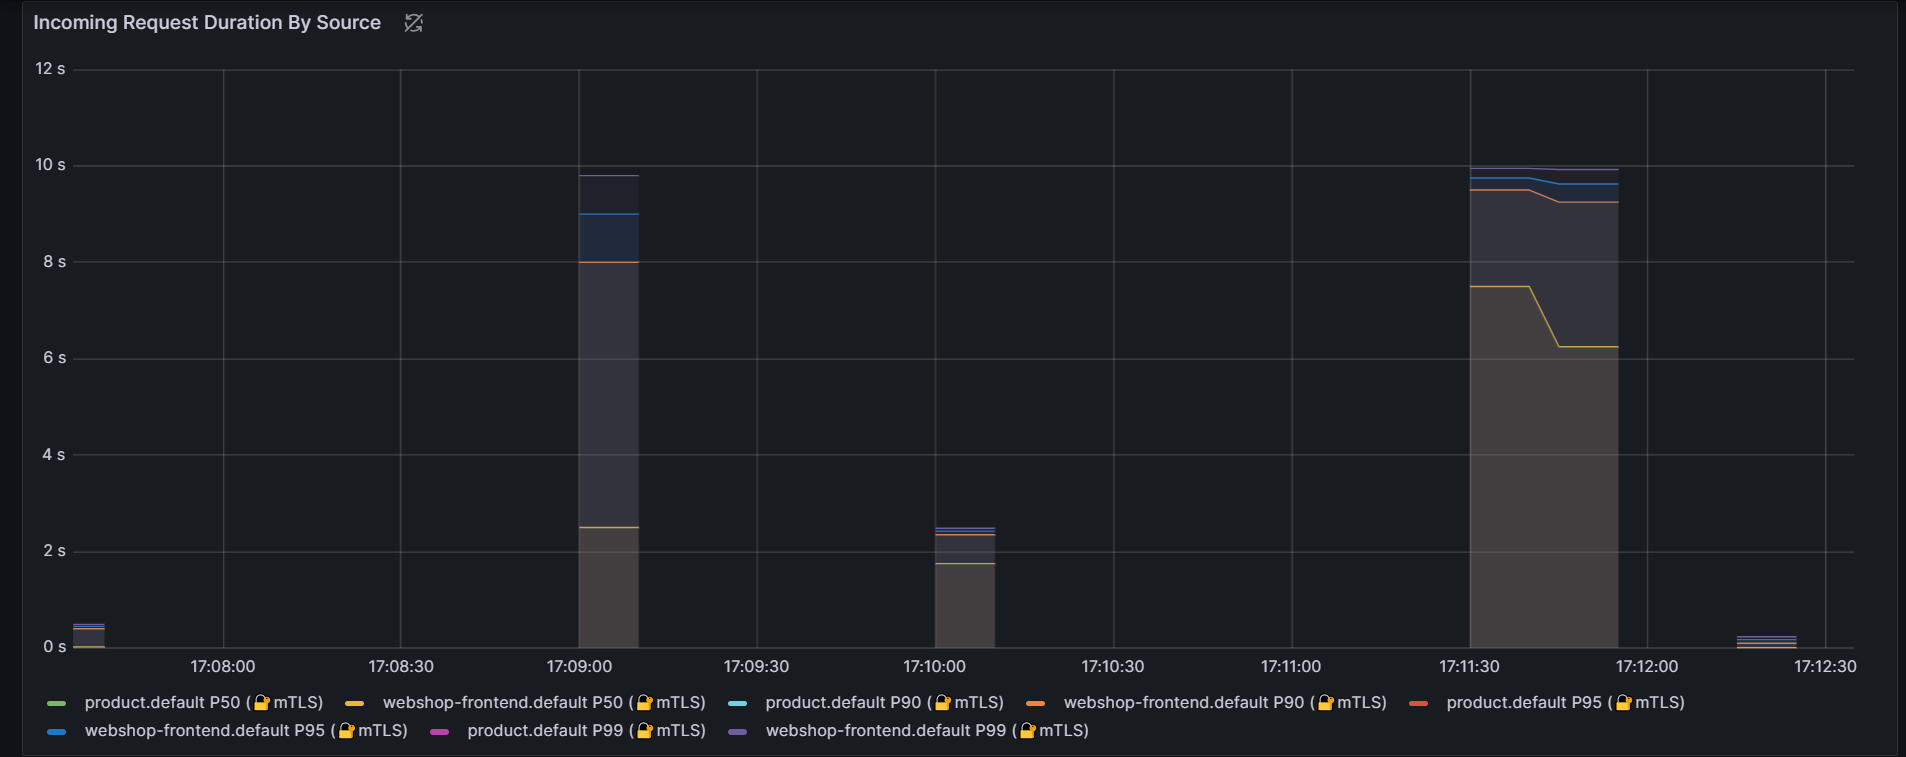 Incoming Request Duration By Source
12 s
10 s
8 s
6 s
4 s
2 s
0 s
17:08:00 17:08:30 17:09:00 17:09:30 17:10:00 17:10:30 17:11:00 17:11:30 17:12:00 17:12:30
product.default P50 (🔐mTLS) webshop-frontend.default P50 (🔐mTLS) product.default P90 (🔐mTLS) webshop-frontend.default P90 (🔐mTLS) product.default P95 (🔐mTLS)
webshop-frontend.default P95 (🔐mTLS) product.default P99 (🔐mTLS) webshop-frontend.default P99 (🔐mTLS)